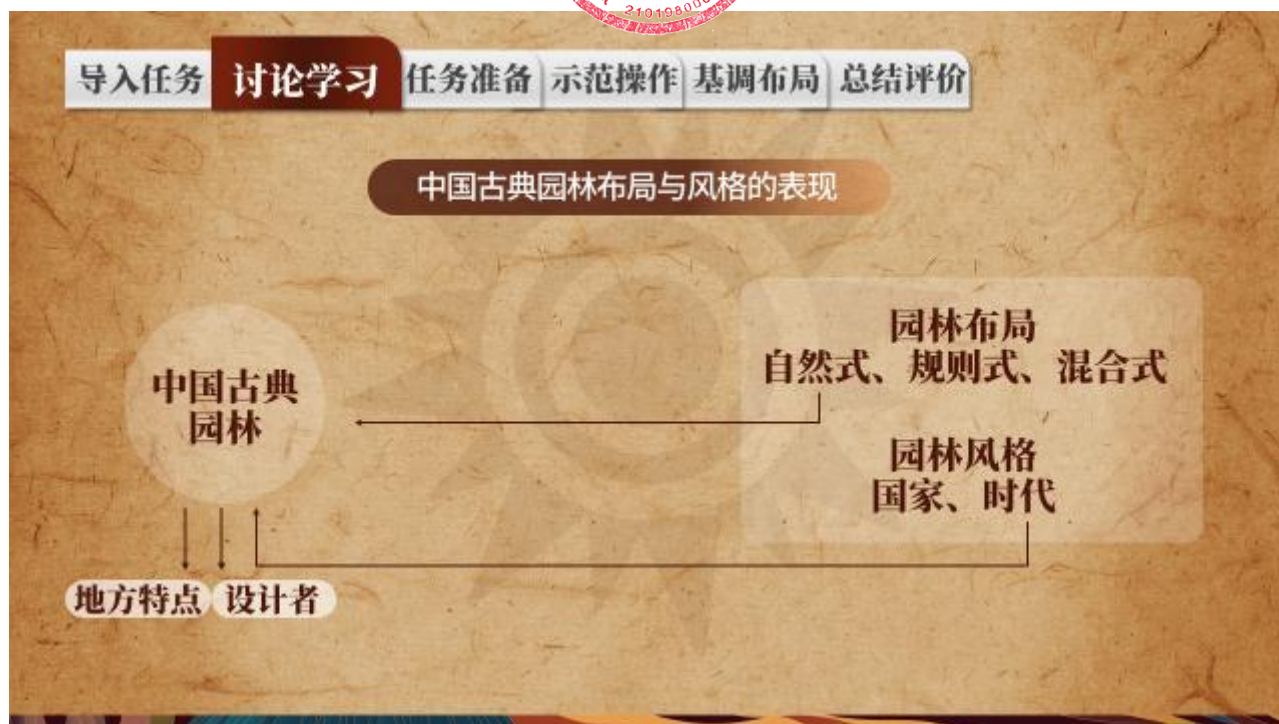 导入任务 讨论学习 任务准备 示范操作 基调布局 总结评价
中国古典园林布局与风格的表现
园林布局
自然式、规则式、混合式
中国古典
园林
园林风格
国家、时代
地方特点 设计者